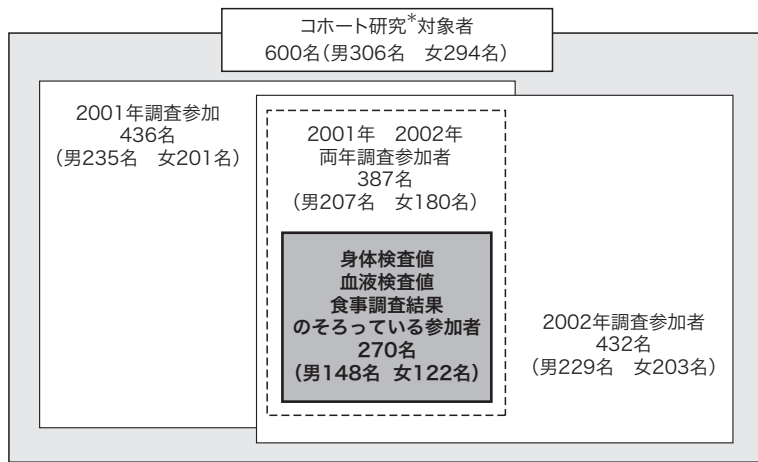 コホート研究*対象者
600名(男306名　女294名)
2001年調査参加
436名
(男235名　女201名)
2001年　2002年
両年調査参加者
387名
(男207名　女180名)
身体検査値
血液検査値
食事調査結果
のそろっている参加者
270名
(男148名 女122名)
2002年調査参加者
432名
(男229名　女203名)